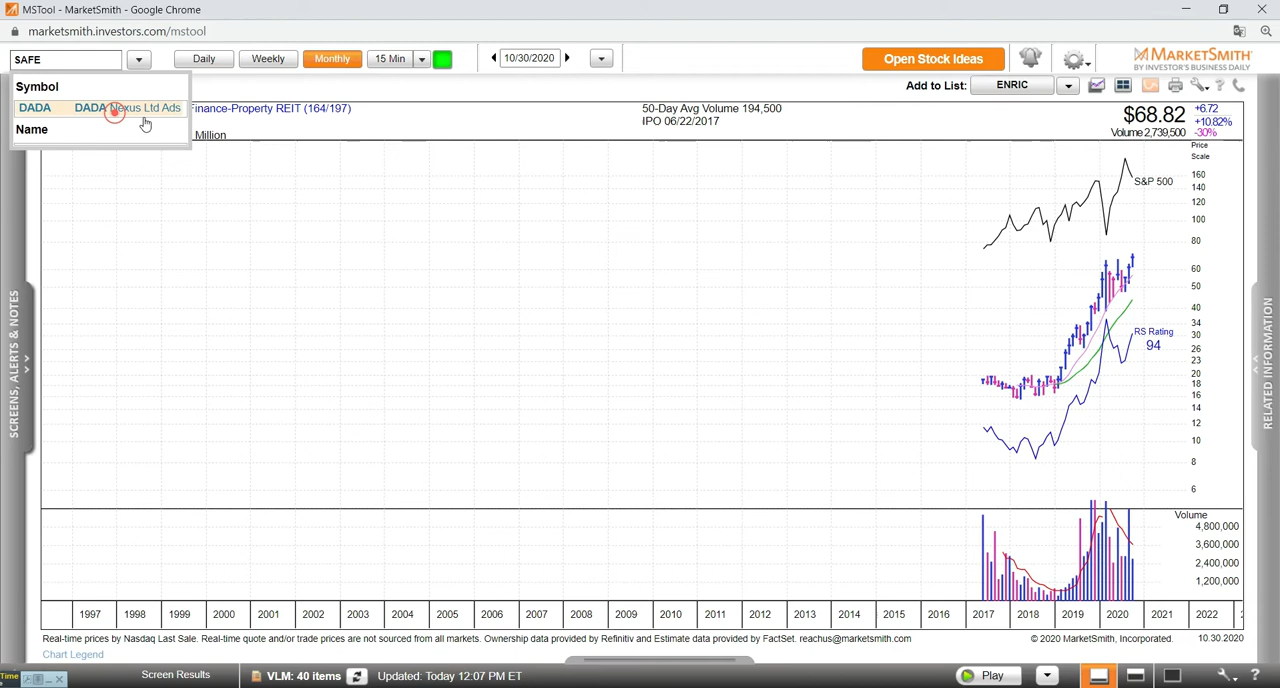 MSTool - MarketSmith - Google Chrome
marketsmith.investors.com/mstool
SAFE
Daily
Weekly
Monthly
15 Min
10/30/2020
Open Stock Ideas
MARKETSMITH
BY INVESTOR'S BUSINESS DAILY
Symbol
DADA DADA Nexus Ltd Ads
Name
Add to List:
ENRIC
?
Finance-Property REIT (164/197)
Million
50-Day Avg Volume 194,500
IPO 06/22/2017
$68.82
+6.72
+10.82%
Volume 2,739,500
-30%
Price
Scale
160
140
120
100
80
60
50
40
34
30
26
23
20
18
16
14
12
10
8
6
S&P 500
RS Rating
94
Volume
4,800,000
3,600,000
2,400,000
1,200,000
SCREENS, ALERTS & NOTES
RELATED INFORMATION
1997 1998 1999 2000 2001 2002 2003 2004 2005 2006 2007 2008 2009 2010 2011 2012 2013 2014 2015 2016 2017 2018 2019 2020 2021 2022
Real-time prices by Nasdaq Last Sale. Real-time quote and/or trade prices are not sourced from all markets. Ownership data provided by Refinitiv and Estimate data provided by FactSet. reachus@marketsmith.com
© 2020 MarketSmith, Incorporated.
10.30.2020
Chart Legend
Time
Screen Results
VLM: 40 items
Updated: Today 12:07 PM ET
Play
?